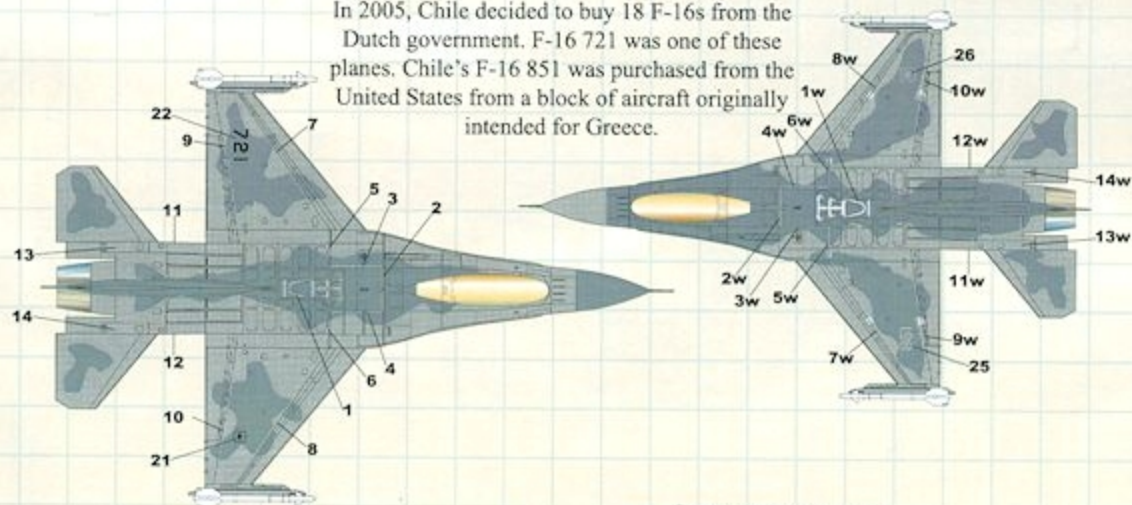 In 2005, Chile decided to buy 18 F-16s from the
Dutch government. F-16 721 was one of these
planes. Chile's F-16 851 was purchased from the
United States from a block of aircraft originally
intended for Greece.
22
9
721
7
5
3
2
11
13
14
12
4
6
1
10
8
21
8w
1w
6w
4w
26
10w
12w
14w
13w
11w
2w
3w
5w
7w
9w
25